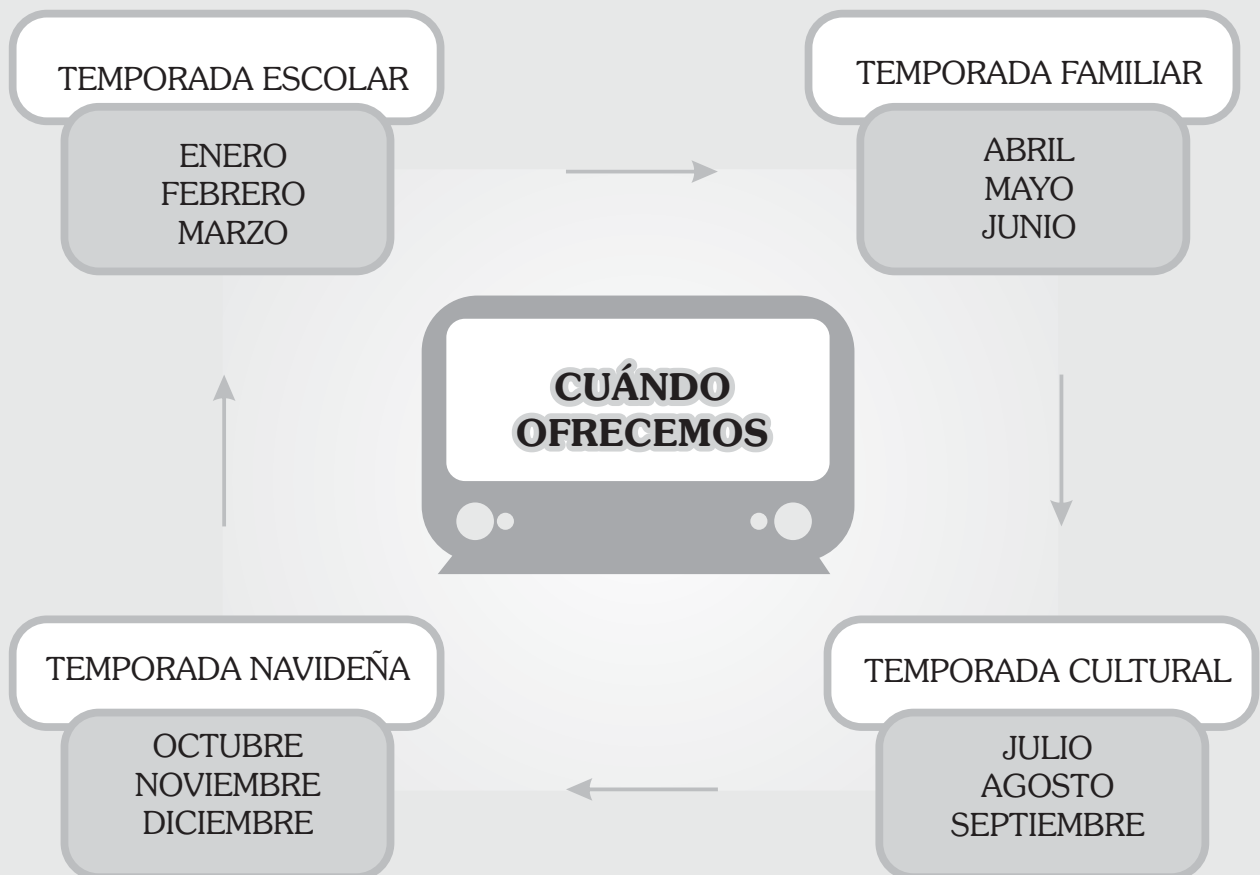 TEMPORADA ESCOLAR
ENERO
FEBRERO
MARZO
TEMPORADA FAMILIAR
ABRIL
MAYO
JUNIO
CUÁNDO
OFRECEMOS
TEMPORADA NAVIDEÑA
OCTUBRE
NOVIEMBRE
DICIEMBRE
TEMPORADA CULTURAL
JULIO
AGOSTO
SEPTIEMBRE